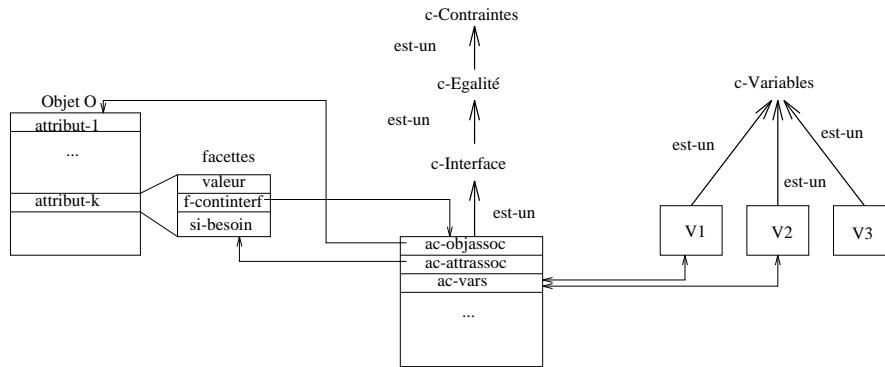 c-Contraintes
est-un
c-Egalité
est-un
c-Interface
est-un
Objet O
attribut-1
...
attribut-k
facettes
valeur
f-continterf
si-besoin
ac-objassoc
ac-attrassoc
ac-vars
...
c-Variables
est-un
est-un
est-un
V1
V2
V3